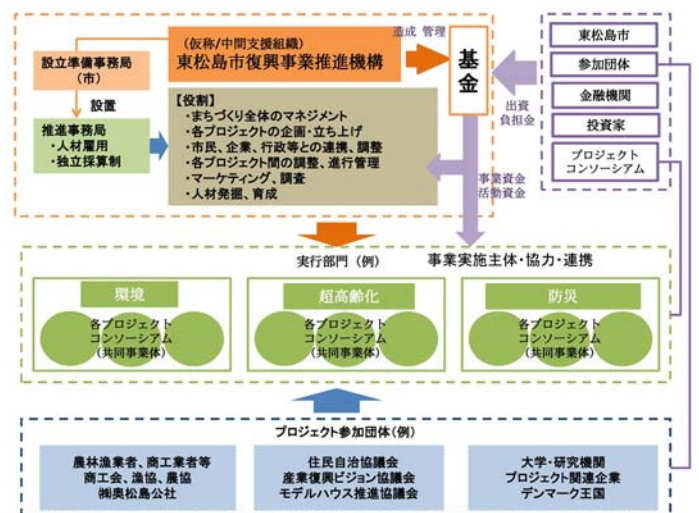 設立準備事務局
(市)
設置
推進事務局
・人材雇用
・独立採算制
(仮称/中間支援組織)
東松島市復興事業推進機構
【役割】
・まちづくり全体のマネジメント
・各プロジェクトの企画・立ち上げ
・市民、企業、行政等との連携、調整
・各プロジェクト間の調整、進行管理
・マーケティング、調査
・人材発掘、育成
造成 管理
基
金
出資
負担金
事業資金
活動資金
東松島市
参加団体
金融機関
投資家
プロジェクト
コンソーシアム
実行部門 (例)
事業実施主体・協力・連携
環境
各プロジェクト
コンソーシアム
(共同事業体)
超高齢化
各プロジェクト
コンソーシアム
(共同事業体)
防災
各プロジェクト
コンソーシアム
(共同事業体)
プロジェクト参加団体(例)
農林漁業者、商工業者等
商工会、漁協、農協
㈱奥松島公社
住民自治協議会
産業復興ビジョン協議会
モデルハウス推進協議会
大学・研究機関
プロジェクト関連企業
デンマーク王国